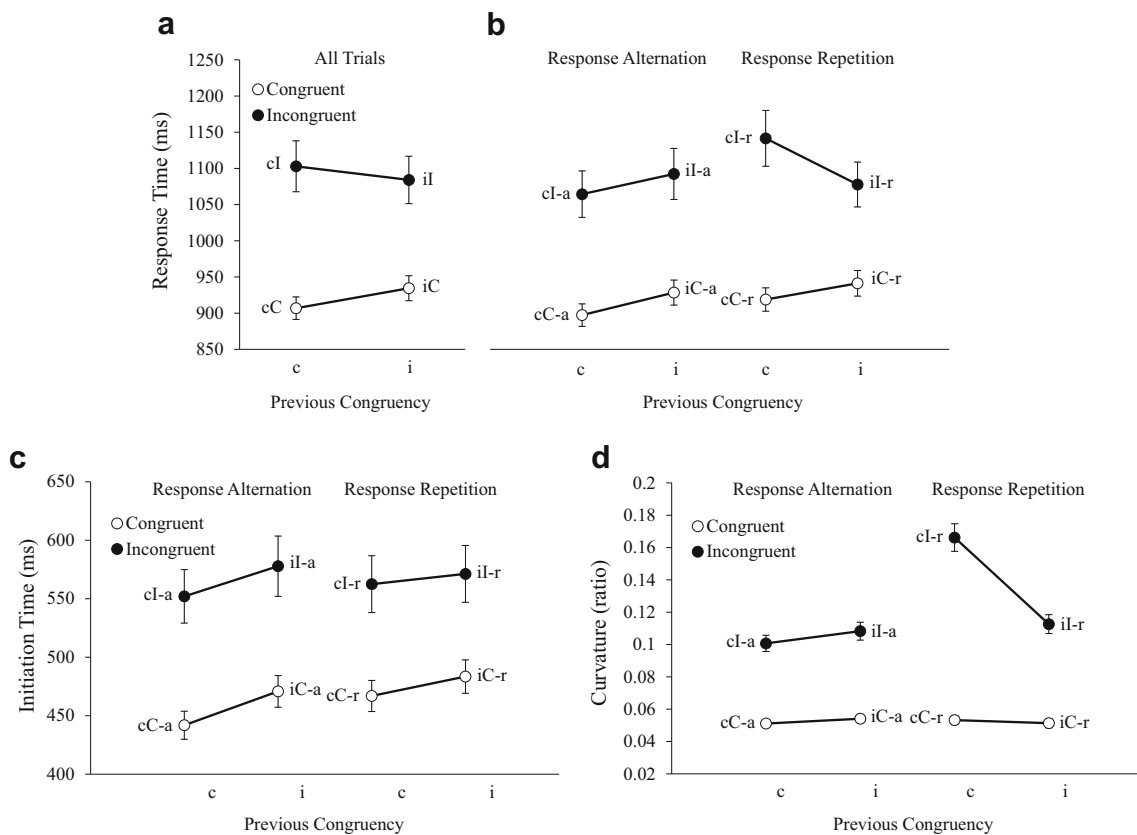 a
b
All Trials
Response Alternation
Response Repetition
Congruent
Incongruent
Response Time (ms)
1250
1200
1150
1100
1050
1000
950
900
850
cI
iI
cC
iC
cI-a
iI-a
cC-a
iC-a
cI-r
iI-r
cC-r
iC-r
c
i
c
i
c
i
Previous Congruency
Previous Congruency
c
Response Alternation
Response Repetition
Congruent
Incongruent
Initiation Time (ms)
650
600
550
500
450
400
cI-a
iI-a
cI-r
iI-r
cC-a
iC-a
cC-r
iC-r
c
i
c
i
Previous Congruency
d
Response Alternation
Response Repetition
Congruent
Incongruent
Curvature (ratio)
0.2
0.18
0.16
0.14
0.12
0.1
0.08
0.06
0.04
0.02
cI-r
cI-a
iI-a
iI-r
cC-a
iC-a
cC-r
iC-r
c
i
c
i
Previous Congruency